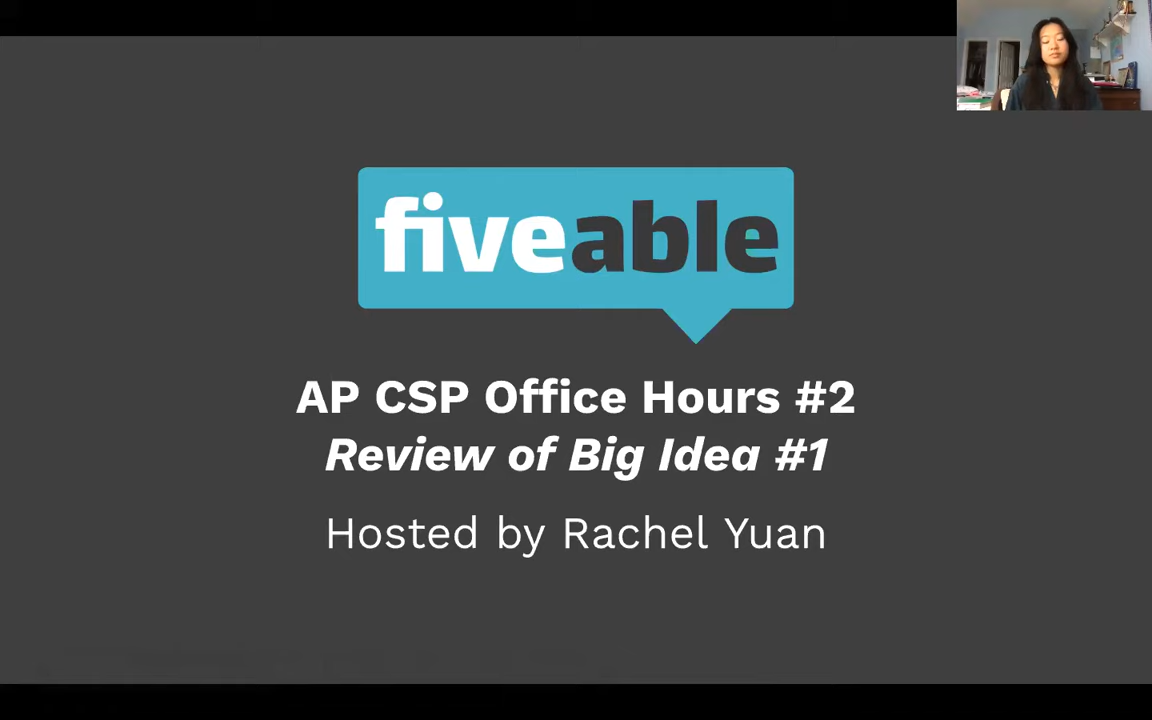 fiveable
AP CSP Office Hours #2
Review of Big Idea #1
Hosted by Rachel Yuan